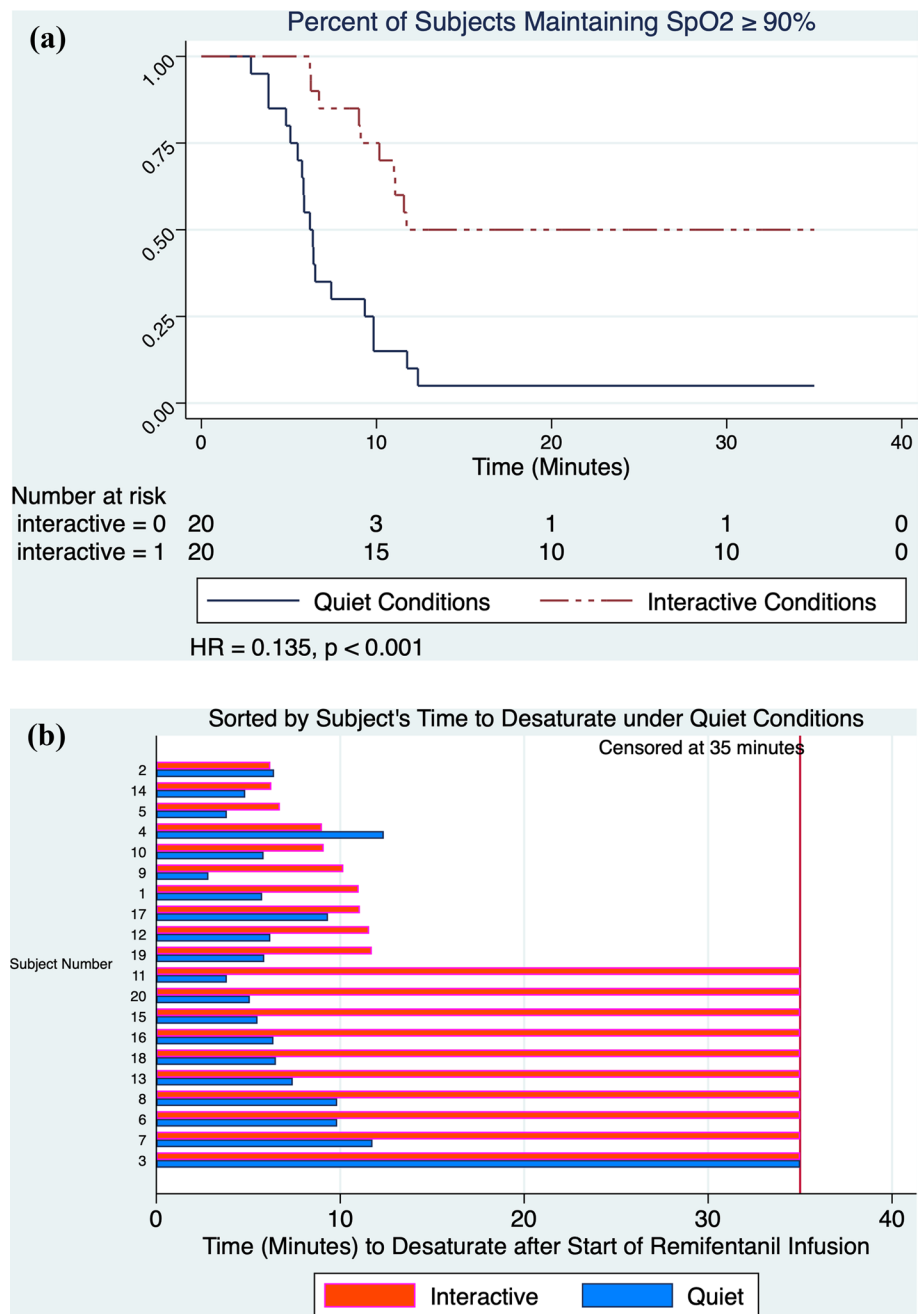 (a)
Percent of Subjects Maintaining SpO2 ≥ 90%
1.00
0.75
0.50
0.25
0.00
0 10 20 30 40
Time (Minutes)
Number at risk
interactive = 0 20 3 1 1 0
interactive = 1 20 15 10 10 0
Quiet Conditions Interactive Conditions
HR = 0.135, p < 0.001
(b)
Sorted by Subject's Time to Desaturate under Quiet Conditions
Censored at 35 minutes
2
14
5
4
10
9
1
17
12
19
Subject Number
11
20
15
16
18
13
8
6
7
3
0 10 20 30 40
Time (Minutes) to Desaturate after Start of Remifentanil Infusion
Interactive Quiet